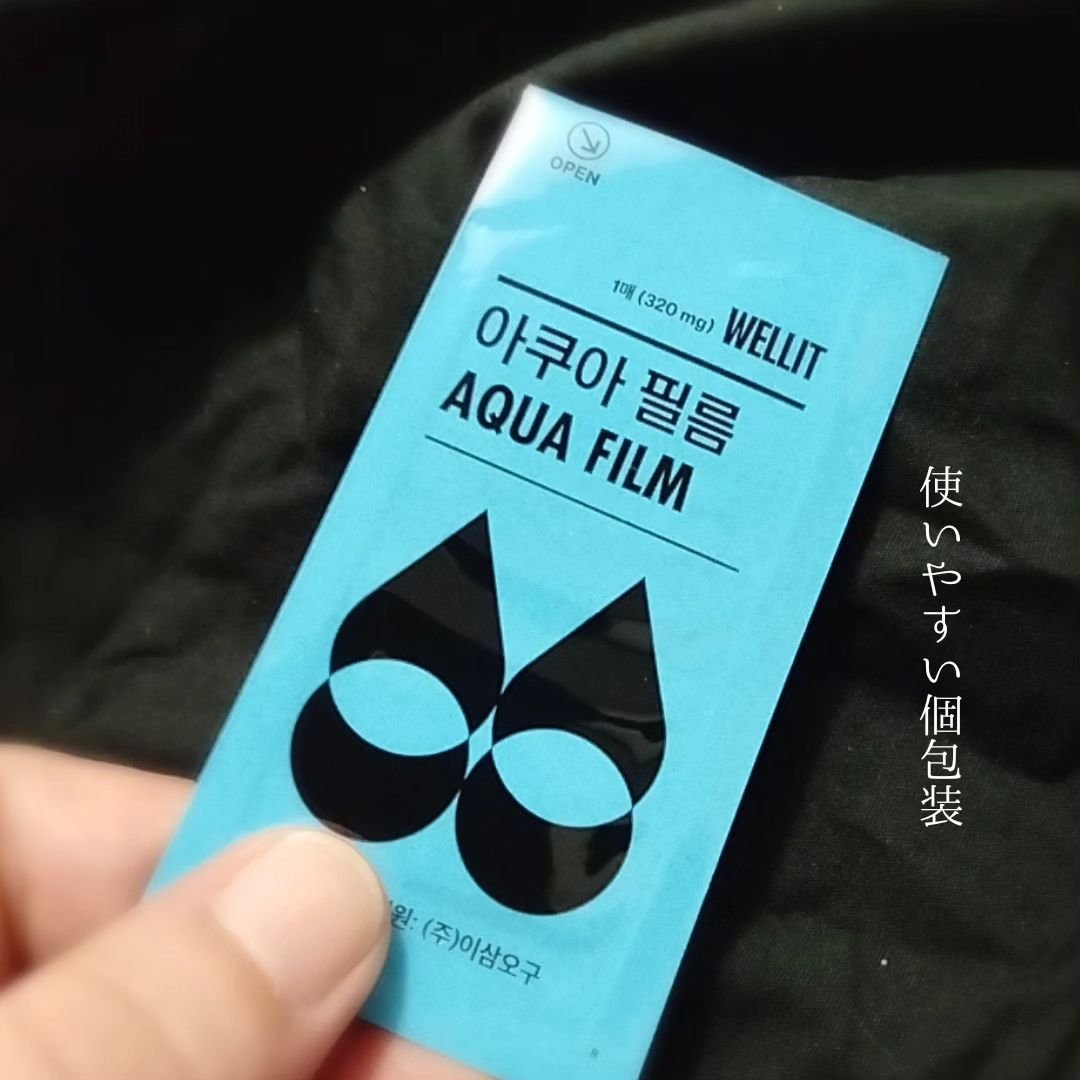 OPEN
1매 (320 mg) WELLIT
아쿠아 필름
AQUA FILM
원: (주)이삼오구
使いやすい個包装